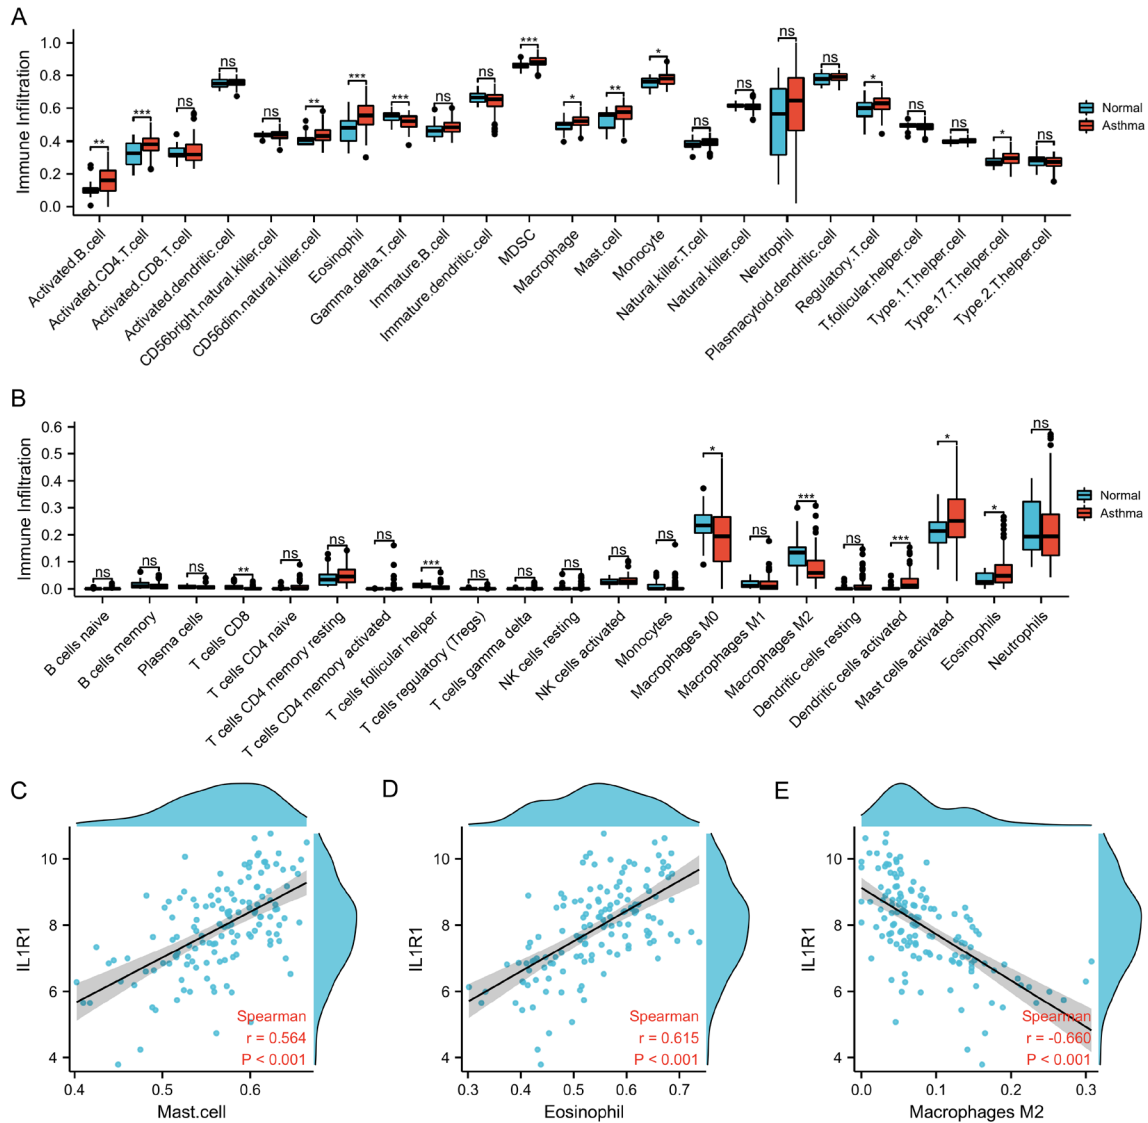 A
Immune Infiltration
1.0
0.8
0.6
0.4
0.2
0.0
** *** ns ns ns ** *** *** ns ns *** * ** * ns ns ns ns * ns ns * ns
Normal
Asthma
Activated.B.cell
Activated.CD4.T.cell
Activated.CD8.T.cell
Activated.dendritic.cell
CD56bright.natural.killer.cell
CD56dim.natural.killer.cell
Eosinophil
Gamma.delta.T.cell
Immature.B.cell
Immature.dendritic.cell
MDSC
Macrophage
Mast.cell
Monocyte
Natural.killer.T.cell
Natural.killer.cell
Neutrophil
Plasmacytoid.dendritic.cell
Regulatory.T.cell
T.follicular.helper.cell
Type.1.T.helper.cell
Type.17.T.helper.cell
Type.2.T.helper.cell
B
Immune Infiltration
0.6
0.5
0.4
0.3
0.2
0.1
0.0
ns ns ns ** ns ns ns *** ns ns ns ns ns * ns *** ns *** * * ns
Normal
Asthma
B cells naive
B cells memory
Plasma cells
T cells CD8
T cells CD4 naive
T cells CD4 memory resting
T cells CD4 memory activated
T cells follicular helper
T cells regulatory (Tregs)
T cells gamma delta
NK cells resting
NK cells activated
Monocytes
Macrophages M0
Macrophages M1
Macrophages M2
Dendritic cells resting
Dendritic cells activated
Mast cells activated
Eosinophils
Neutrophils
C
IL1R1
10
8
6
4
Spearman
r = 0.564
P < 0.001
0.4 0.5 0.6
Mast.cell
D
IL1R1
10
8
6
4
Spearman
r = 0.615
P < 0.001
0.3 0.4 0.5 0.6 0.7
Eosinophil
E
IL1R1
10
8
6
4
Spearman
r = -0.660
P < 0.001
0.0 0.1 0.2 0.3
Macrophages M2